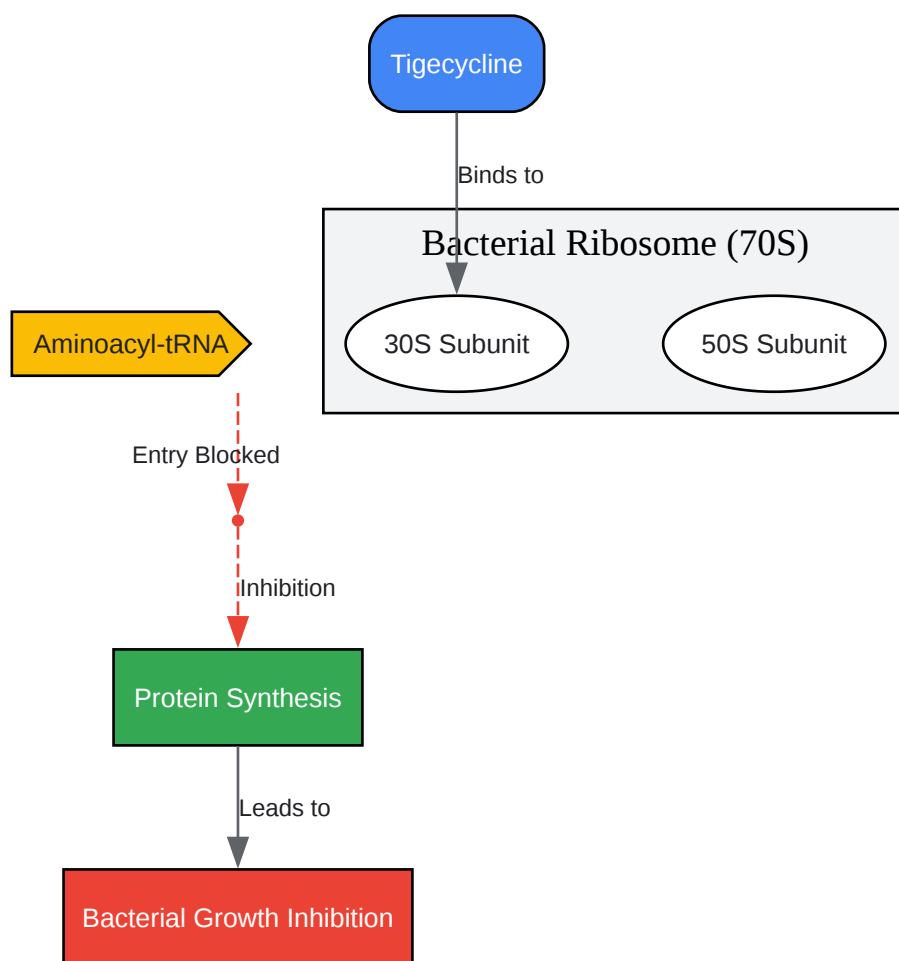 Tigecycline
Binds to
Bacterial Ribosome (70S)
Aminoacyl-tRNA
30S Subunit
50S Subunit
Entry Blocked
Inhibition
Protein Synthesis
Leads to
Bacterial Growth Inhibition